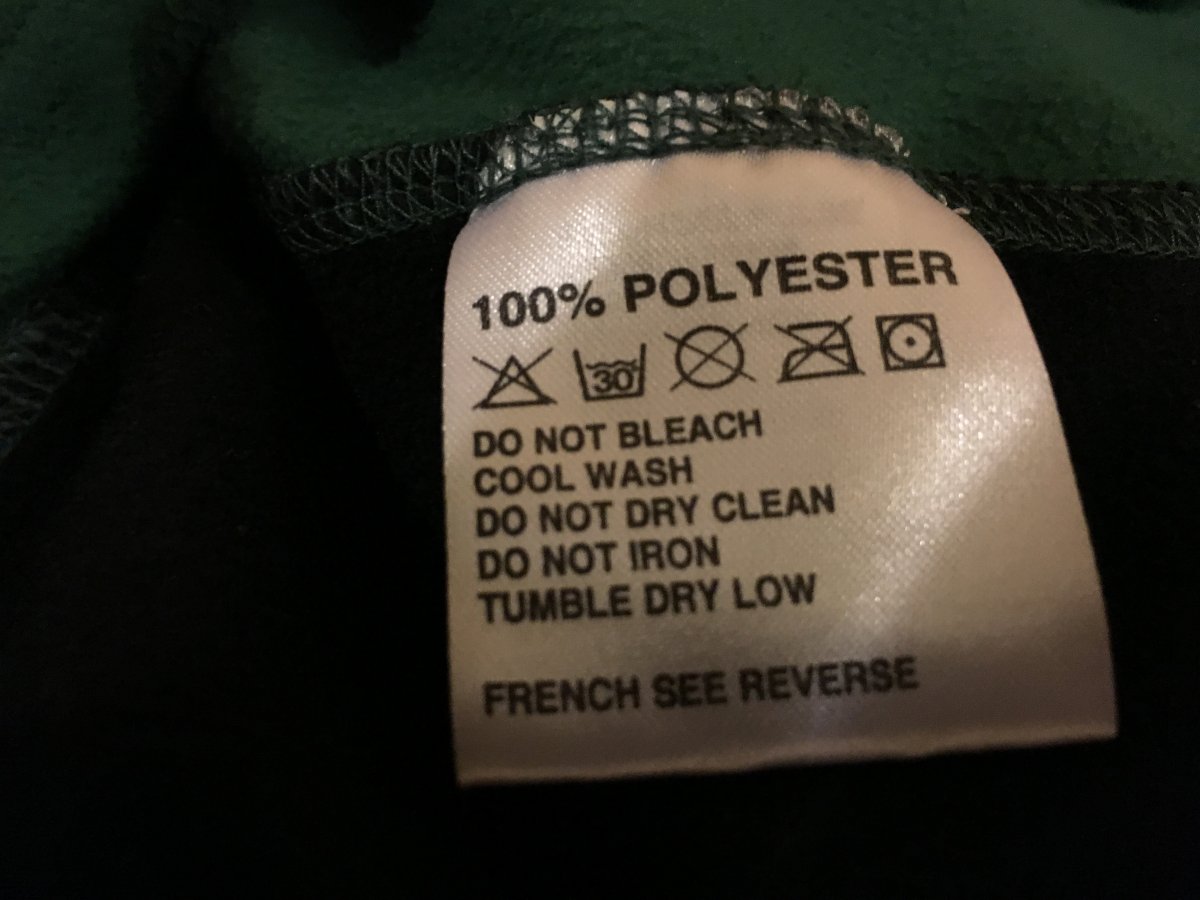 100% POLYESTER
30
DO NOT BLEACH
COOL WASH
DO NOT DRY CLEAN
DO NOT IRON
TUMBLE DRY LOW
FRENCH SEE REVERSE